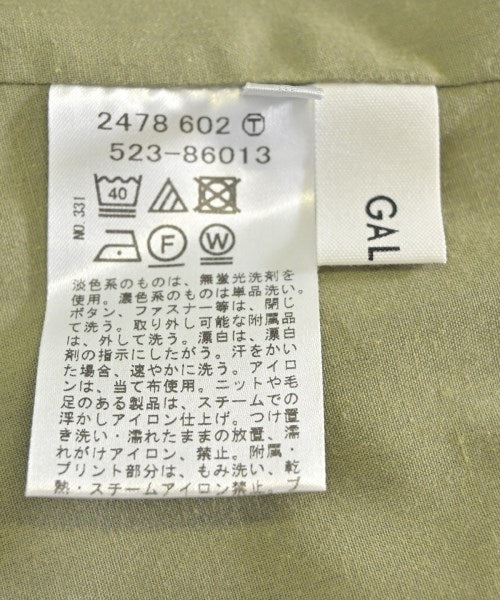 2478 602 Ⓣ
523-86013
40
NO.331
F W
淡色系のものは、無蛍光洗剤を
使用。濃色系のものは単品洗い。
ボタン、ファスナー等は、閉じ
て洗う。取り外し可能な付属品
は、外して洗う。漂白は、漂白
剤の指示にしたがう。汗をかい
た場合、速やかに洗う。アイロ
ンは、当て布使用。ニットや毛
足のある製品は、スチームでの
浮かしアイロン仕上げ。つけ置
き洗い・濡れたままの放置、濡
れがけアイロン、禁止。附属・
プリント部分は、もみ洗い、乾
熱・スチームアイロン禁止。プ
GAL